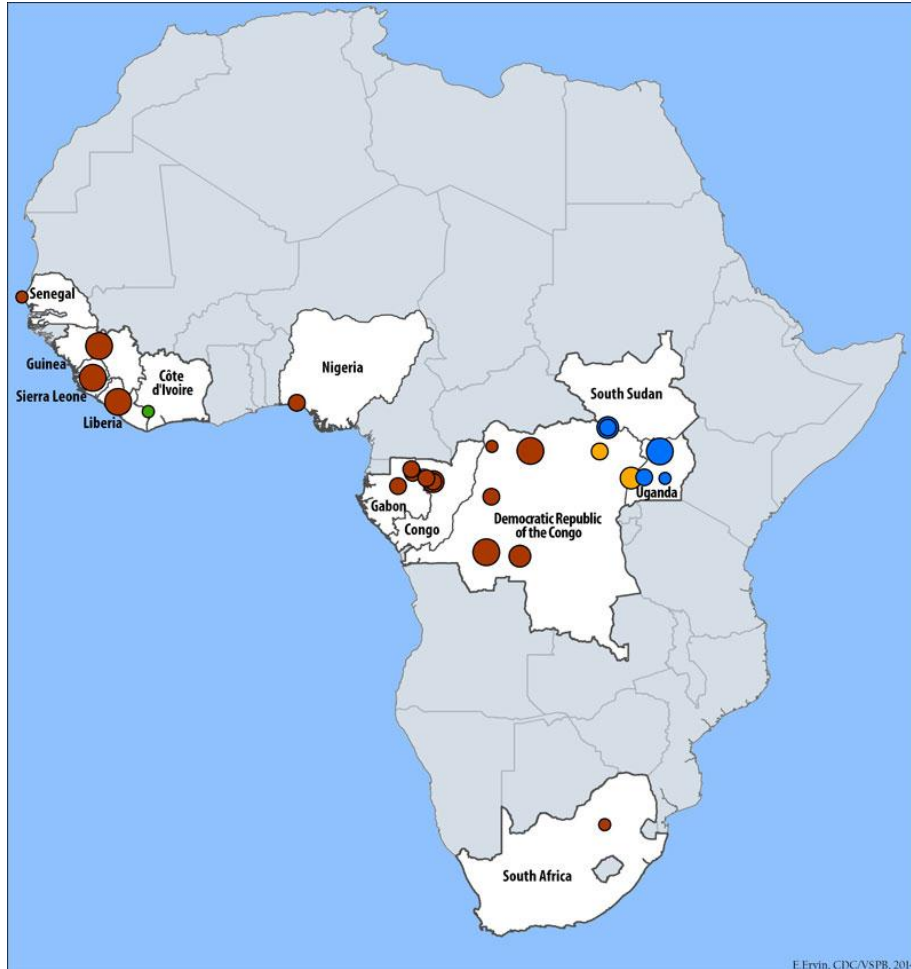 Senegal
Guinea
Sierra Leone
Liberia
Côte
d'Ivoire
Nigeria
South Sudan
Uganda
Gabon
Congo
Democratic Republic
of the Congo
South Africa
E Ervin, CDC/VSPB, 2014